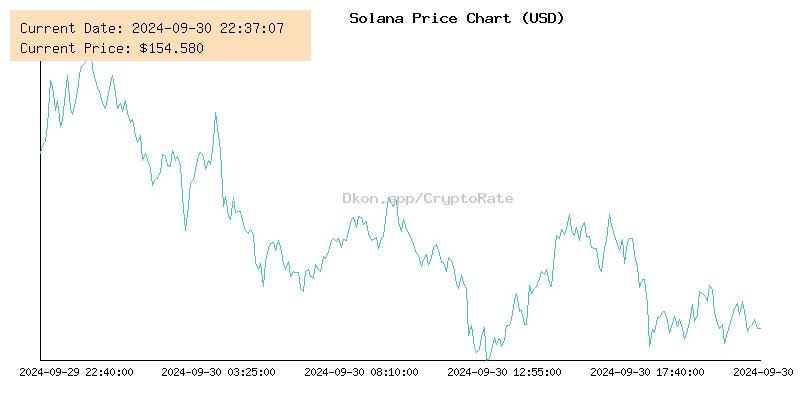 Solana Price Chart (USD)
Current Date: 2024-09-30 22:37:07
Current Price: $154.580
Dkon.app/CryptoRate
2024-09-29 22:40:00 2024-09-30 03:25:00 2024-09-30 08:10:00 2024-09-30 12:55:00 2024-09-30 17:40:00 2024-09-30